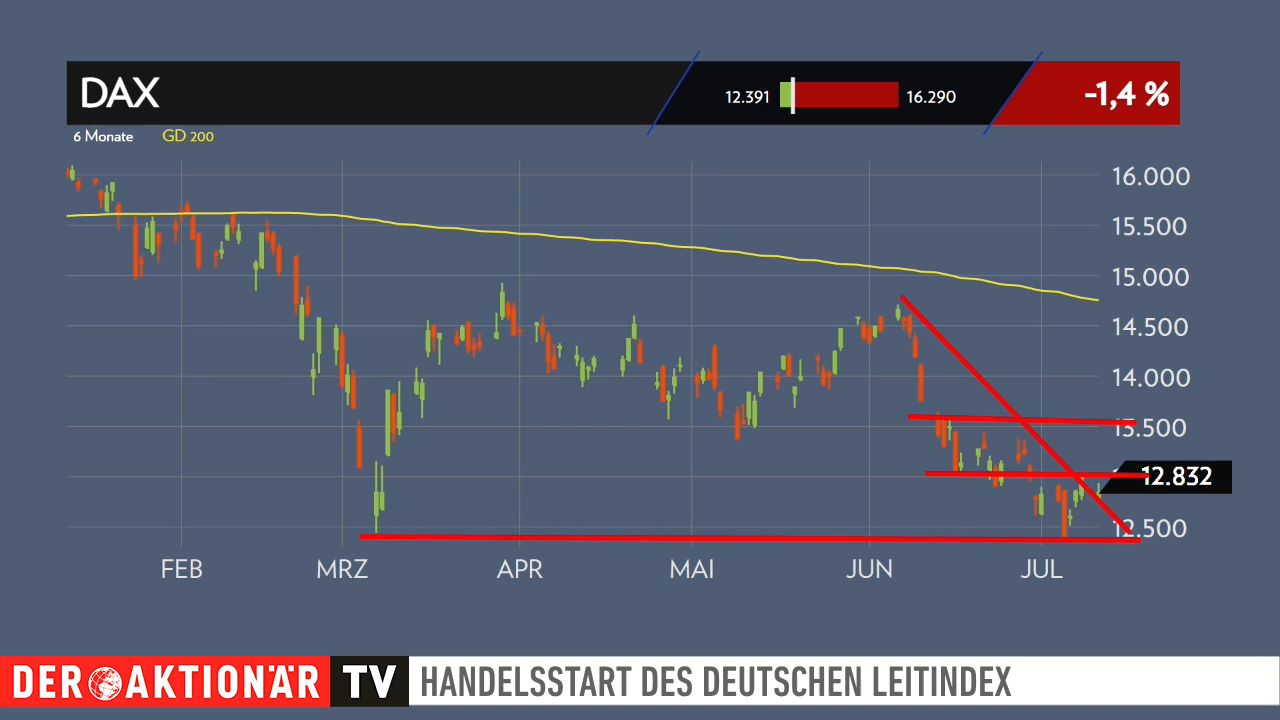 DAX
12.391
16.290
-1,4 %
6 Monate
GD 200
16.000
15.500
15.000
14.500
14.000
13.500
12.832
12.500
FEB
MRZ
APR
MAI
JUN
JUL
DER AKTIONÄR TV
HANDELSSTART DES DEUTSCHEN LEITINDEX